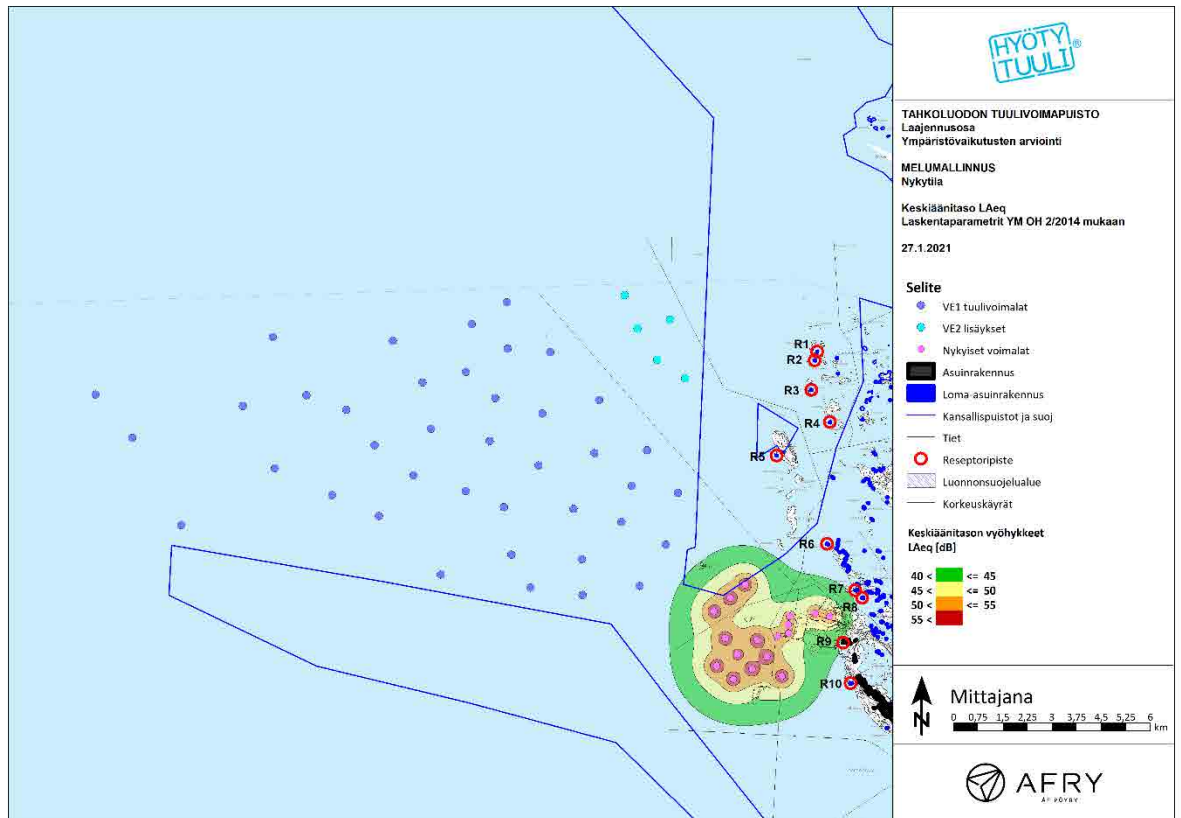 HYÖTY
TUULI®
TAHKOLUODON TUULIVOIMAPUISTO
Laajennusosa
Ympäristövaikutusten arviointi
MELUMALLINNUS
Nykytila
Keskiäänitaso LAeq
Laskentaparametrit YM OH 2/2014 mukaan
27.1.2021
Selite
VE1 tuulivoimalat
VE2 lisäykset
Nykyiset voimalat
Asuinrakennus
Loma-asuinrakennus
Kansallispuistot ja suoj
Tiet
Reseptoripiste
Luonnonsuojelualue
Korkeuskäyrät
Keskiäänitason vyöhykkeet
LAeq [dB]
40 < <= 45
45 < <= 50
50 < <= 55
55 <
Mittajana
0 0,75 1,5 2,25 3 3,75 4,5 5,25 6
km
N
AFRY
ÅF PÖYRY
R1
R2
R3
R4
R5
R6
R7
R8
R9
R10